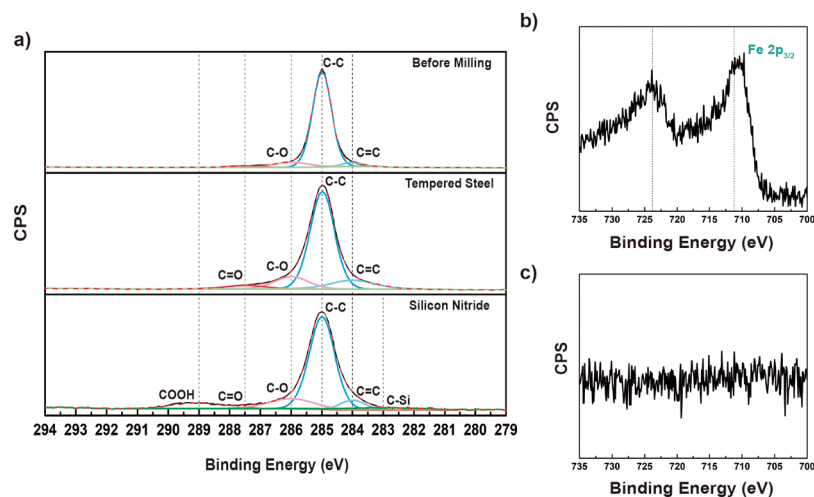 a)
Before Milling
C-C
C-O
C=C
Tempered Steel
C-C
C-O
C=O
C=C
Silicon Nitride
C-C
COOH
C=O
C-O
C=C
C-Si
CPS
294 293 292 291 290 289 288 287 286 285 284 283 282 281 280 279
Binding Energy (eV)
b)
Fe 2p3/2
CPS
735 730 725 720 715 710 705 700
Binding Energy (eV)
c)
CPS
735 730 725 720 715 710 705 700
Binding Energy (eV)